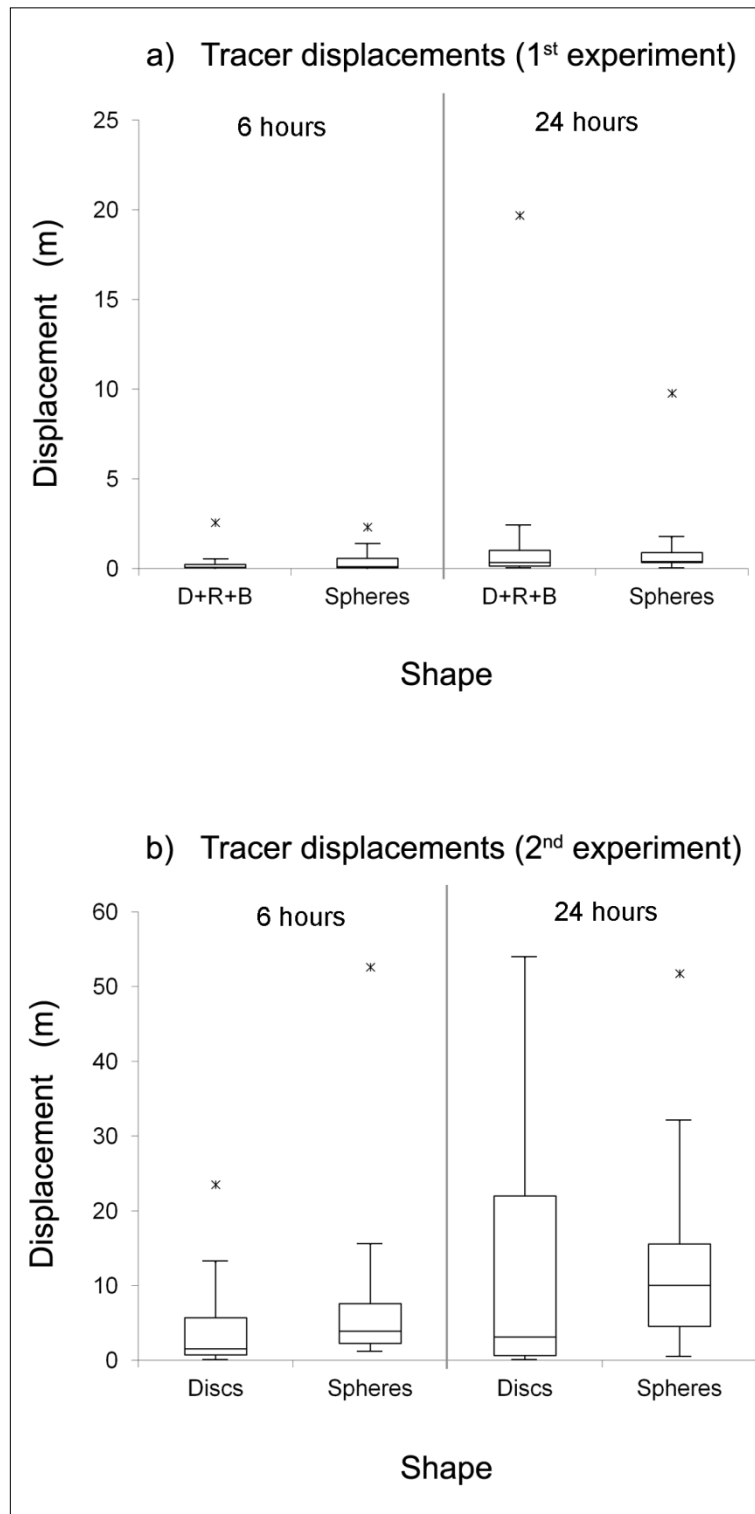 a) Tracer displacements (1st experiment)
6 hours
24 hours
25
20
15
10
5
0
Displacement (m)
D+R+B
Spheres
D+R+B
Spheres
Shape
b) Tracer displacements (2nd experiment)
6 hours
24 hours
60
50
40
30
20
10
0
Displacement (m)
Discs
Spheres
Discs
Spheres
Shape